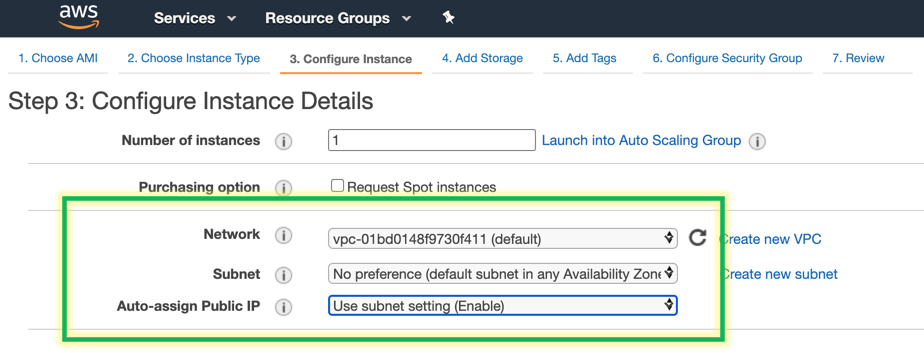 aws Services Resource Groups
1. Choose AMI 2. Choose Instance Type 3. Configure Instance 4. Add Storage 5. Add Tags 6. Configure Security Group 7. Review
Step 3: Configure Instance Details
Number of instances i 1 Launch into Auto Scaling Group i
Purchasing option i Request Spot instances
Network i vpc-01bd0148f9730f411 (default) Create new VPC
Subnet i No preference (default subnet in any Availability Zone Create new subnet
Auto-assign Public IP i Use subnet setting (Enable)